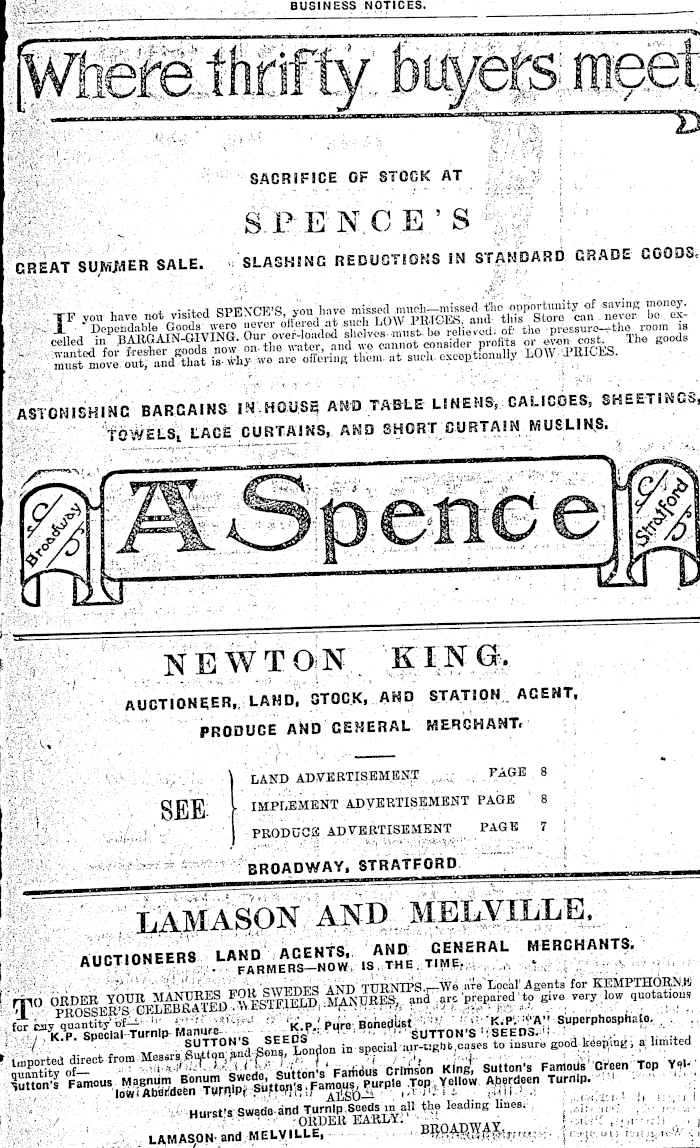 BUSINESS NOTICES.
Where thrifty buyers meet
SACRIFICE OF STOCK AT
SPENCE'S
GREAT SUMMER SALE. SLASHING REDUCTIONS IN STANDARD GRADE GOODS.
IF you have not visited SPENCE'S, you have missed much—missed the opportunity of saving money.
Dependable Goods were never offered at such LOW PRICES, and this Store can never be ex-
celled in BARGAIN-GIVING. Our over-loaded shelves must be relieved of the pressure—the room is
wanted for fresher goods now on the water, and we cannot consider profits or even cost. The goods
must move out, and that is why we are offering them at such exceptionally LOW PRICES.
ASTONISHING BARGAINS IN HOUSE AND TABLE LINENS, CALICOES, SHEETINGS,
TOWELS, LACE CURTAINS, AND SHORT CURTAIN MUSLINS.
Broadway A Spence Stratford
NEWTON KING.
AUCTIONEER, LAND, STOCK, AND STATION AGENT,
PRODUCE AND GENERAL MERCHANT.
LAND ADVERTISEMENT PAGE 8
SEE IMPLEMENT ADVERTISEMENT PAGE 8
PRODUCE ADVERTISEMENT PAGE 7
BROADWAY, STRATFORD
LAMASON AND MELVILLE,
AUCTIONEERS LAND AGENTS, AND GENERAL MERCHANTS.
FARMERS—NOW IS THE TIME.
TO ORDER YOUR MANURES FOR SWEDES AND TURNIPS.—We are Local Agents for KEMPTHORNE
PROSSER'S CELEBRATED WESTFIELD MANURES, and are prepared to give very low quotations
for any quantity of—
K.P. Special Turnip Manure K.P. Pure Bonedust K.P. "A" Superphosphate.
SUTTON'S SEEDS SUTTON'S SEEDS.
Imported direct from Messrs Sutton and Sons, London in special air-tight cases to insure good keeping, a limited
quantity of—
Sutton's Famous Magnum Bonum Swede, Sutton's Famous Crimson King, Sutton's Famous Green Top Yel-
low Aberdeen Turnip, Sutton's Famous Purple Top Yellow Aberdeen Turnip.
ALSO—
Hurst's Swede and Turnip Seeds in all the leading lines.
ORDER EARLY.
LAMASON and MELVILLE, BROADWAY